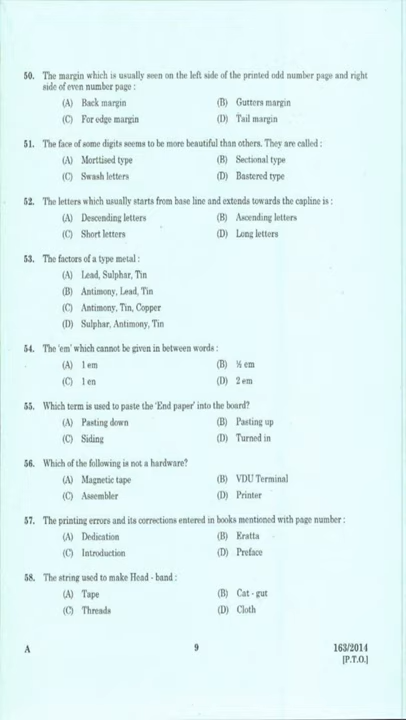 50. The margin which is usually seen on the left side of the printed odd number page and right
side of even number page :
(A) Back margin (B) Gutters margin
(C) For edge margin (D) Tail margin
51. The face of some digits seems to be more beautiful than others. They are called :
(A) Morttised type (B) Sectional type
(C) Swash letters (D) Bastered type
52. The letters which usually starts from base line and extends towards the capline is :
(A) Descending letters (B) Ascending letters
(C) Short letters (D) Long letters
53. The factors of a type metal :
(A) Lead, Sulphar, Tin
(B) Antimony, Lead, Tin
(C) Antimony, Tin, Copper
(D) Sulphar, Antimony, Tin
54. The 'em' which cannot be given in between words :
(A) 1 em (B) ½ em
(C) 1 en (D) 2 em
55. Which term is used to paste the 'End paper' into the board?
(A) Pasting down (B) Pasting up
(C) Siding (D) Turned in
56. Which of the following is not a hardware?
(A) Magnetic tape (B) VDU Terminal
(C) Assembler (D) Printer
57. The printing errors and its corrections entered in books mentioned with page number :
(A) Dedication (B) Eratta
(C) Introduction (D) Preface
58. The string used to make Head - band :
(A) Tape (B) Cat - gut
(C) Threads (D) Cloth
A 9 163/2014
[P.T.O.]